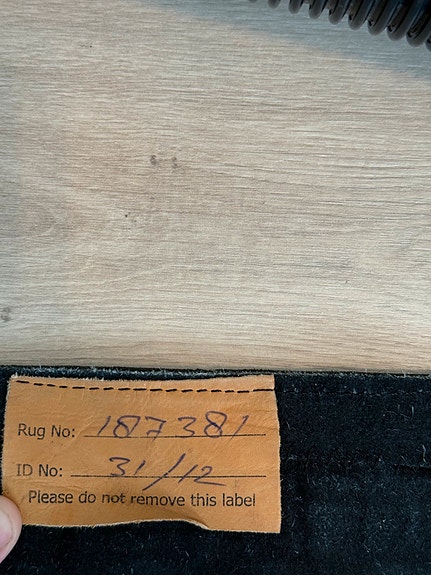 Rug No: 187381
ID No: 31/12
Please do not remove this label